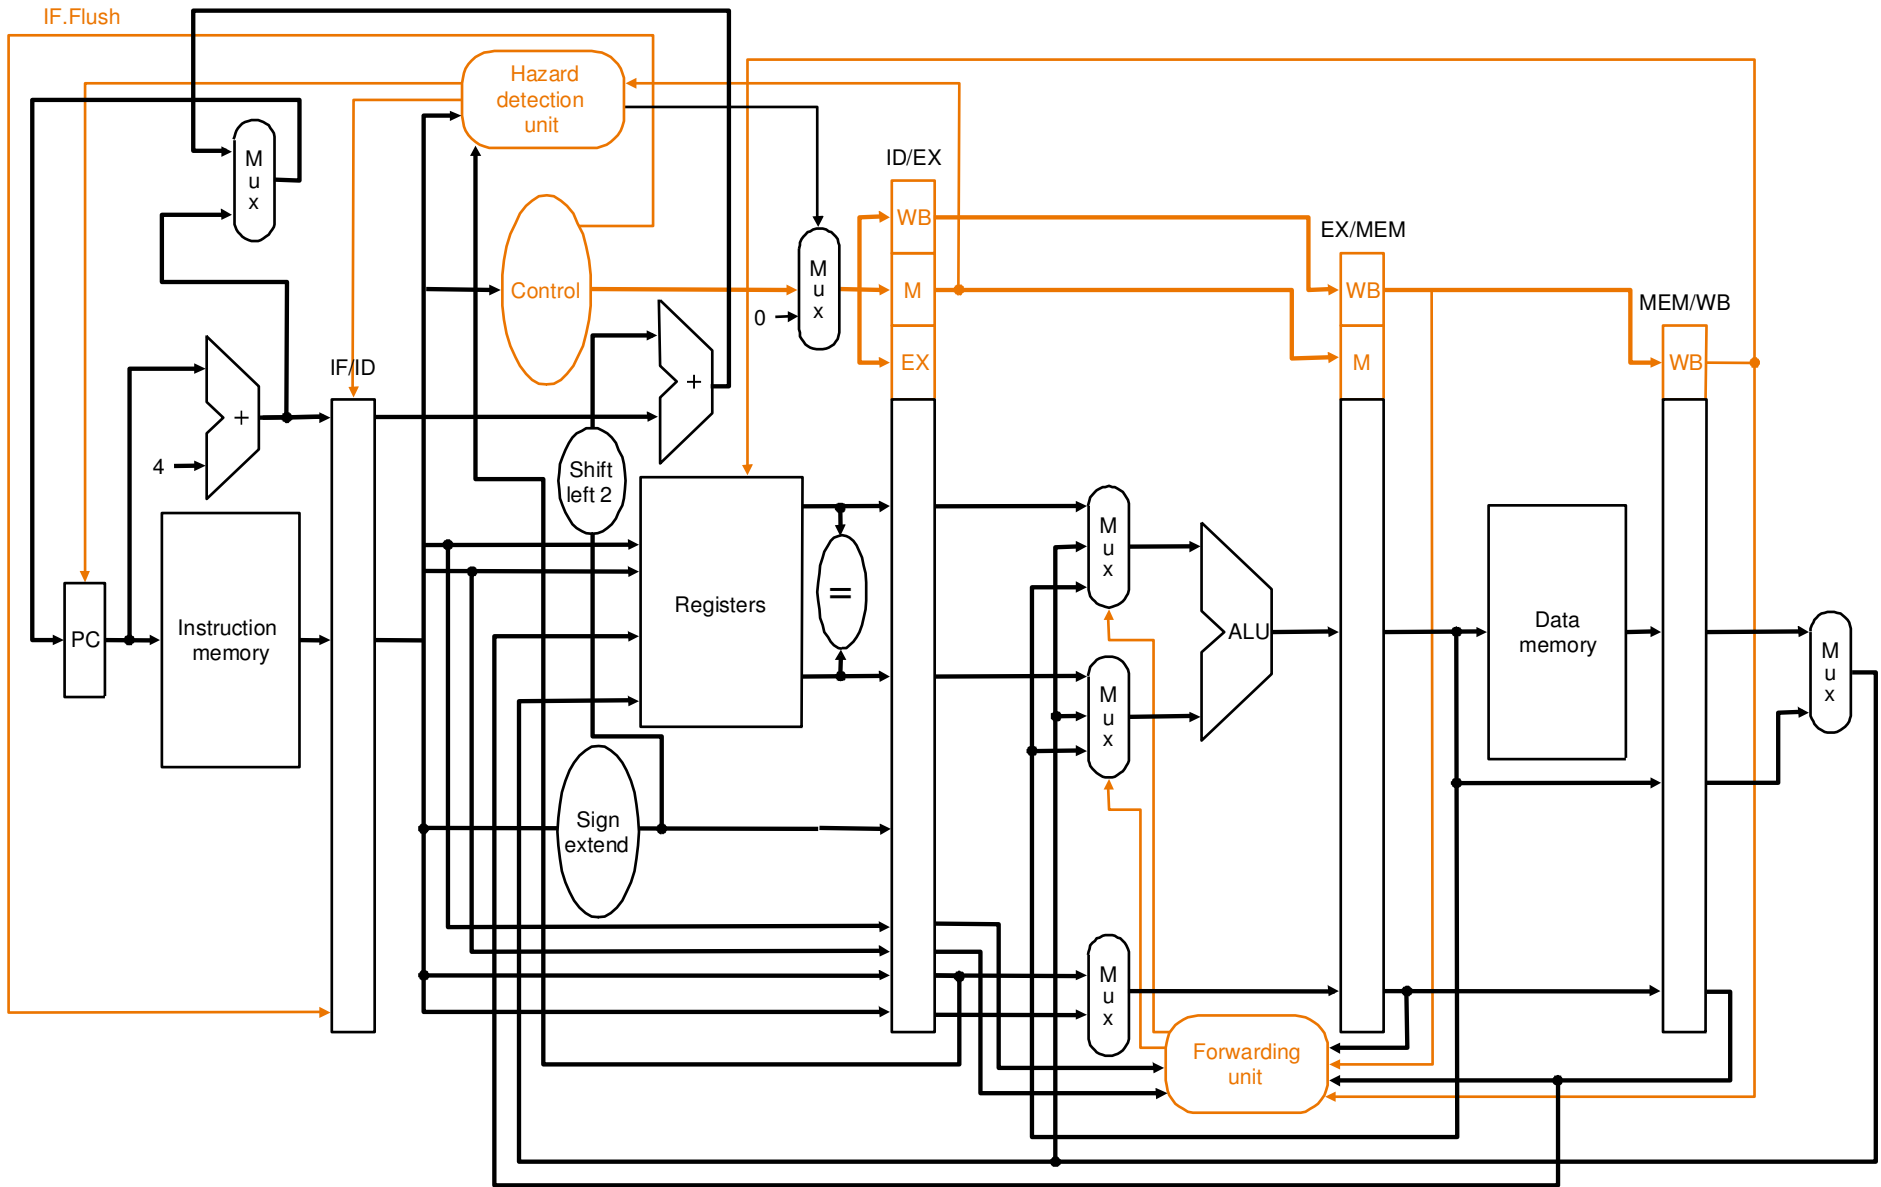 IF.Flush
Hazard
detection
unit
M
u
x
ID/EX
WB
EX/MEM
Control
M
u
x
M
WB
MEM/WB
0
+
IF/ID
EX
M
WB
+
4
Shift
left 2
M
u
x
=
Registers
Instruction
memory
PC
ALU
Data
memory
M
u
x
M
u
x
Sign
extend
M
u
x
Forwarding
unit